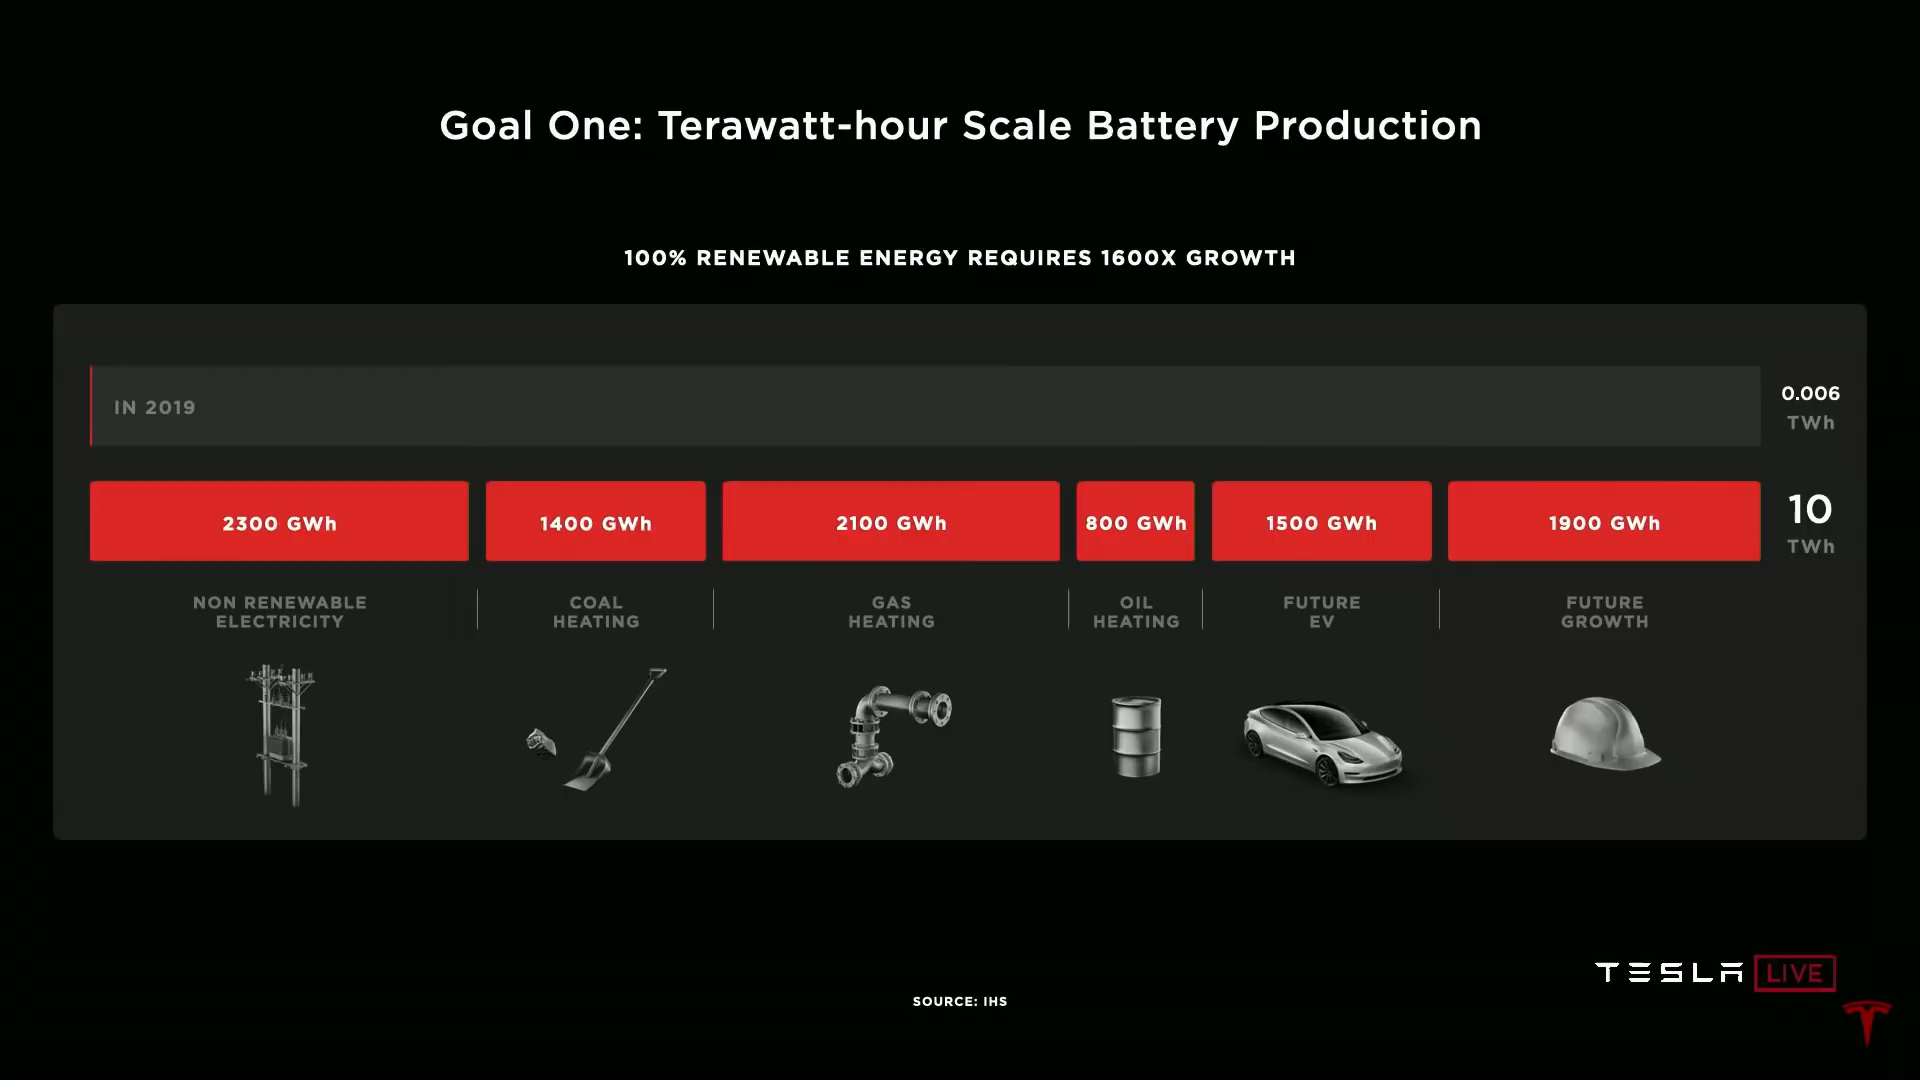 Goal One: Terawatt-hour Scale Battery Production
100% RENEWABLE ENERGY REQUIRES 1600X GROWTH
IN 2019
0.006
TWh
2300 GWh
1400 GWh
2100 GWh
800 GWh
1500 GWh
1900 GWh
10
TWh
NON RENEWABLE
ELECTRICITY
COAL
HEATING
GAS
HEATING
OIL
HEATING
FUTURE
EV
FUTURE
GROWTH
TESLA LIVE
SOURCE: IHS